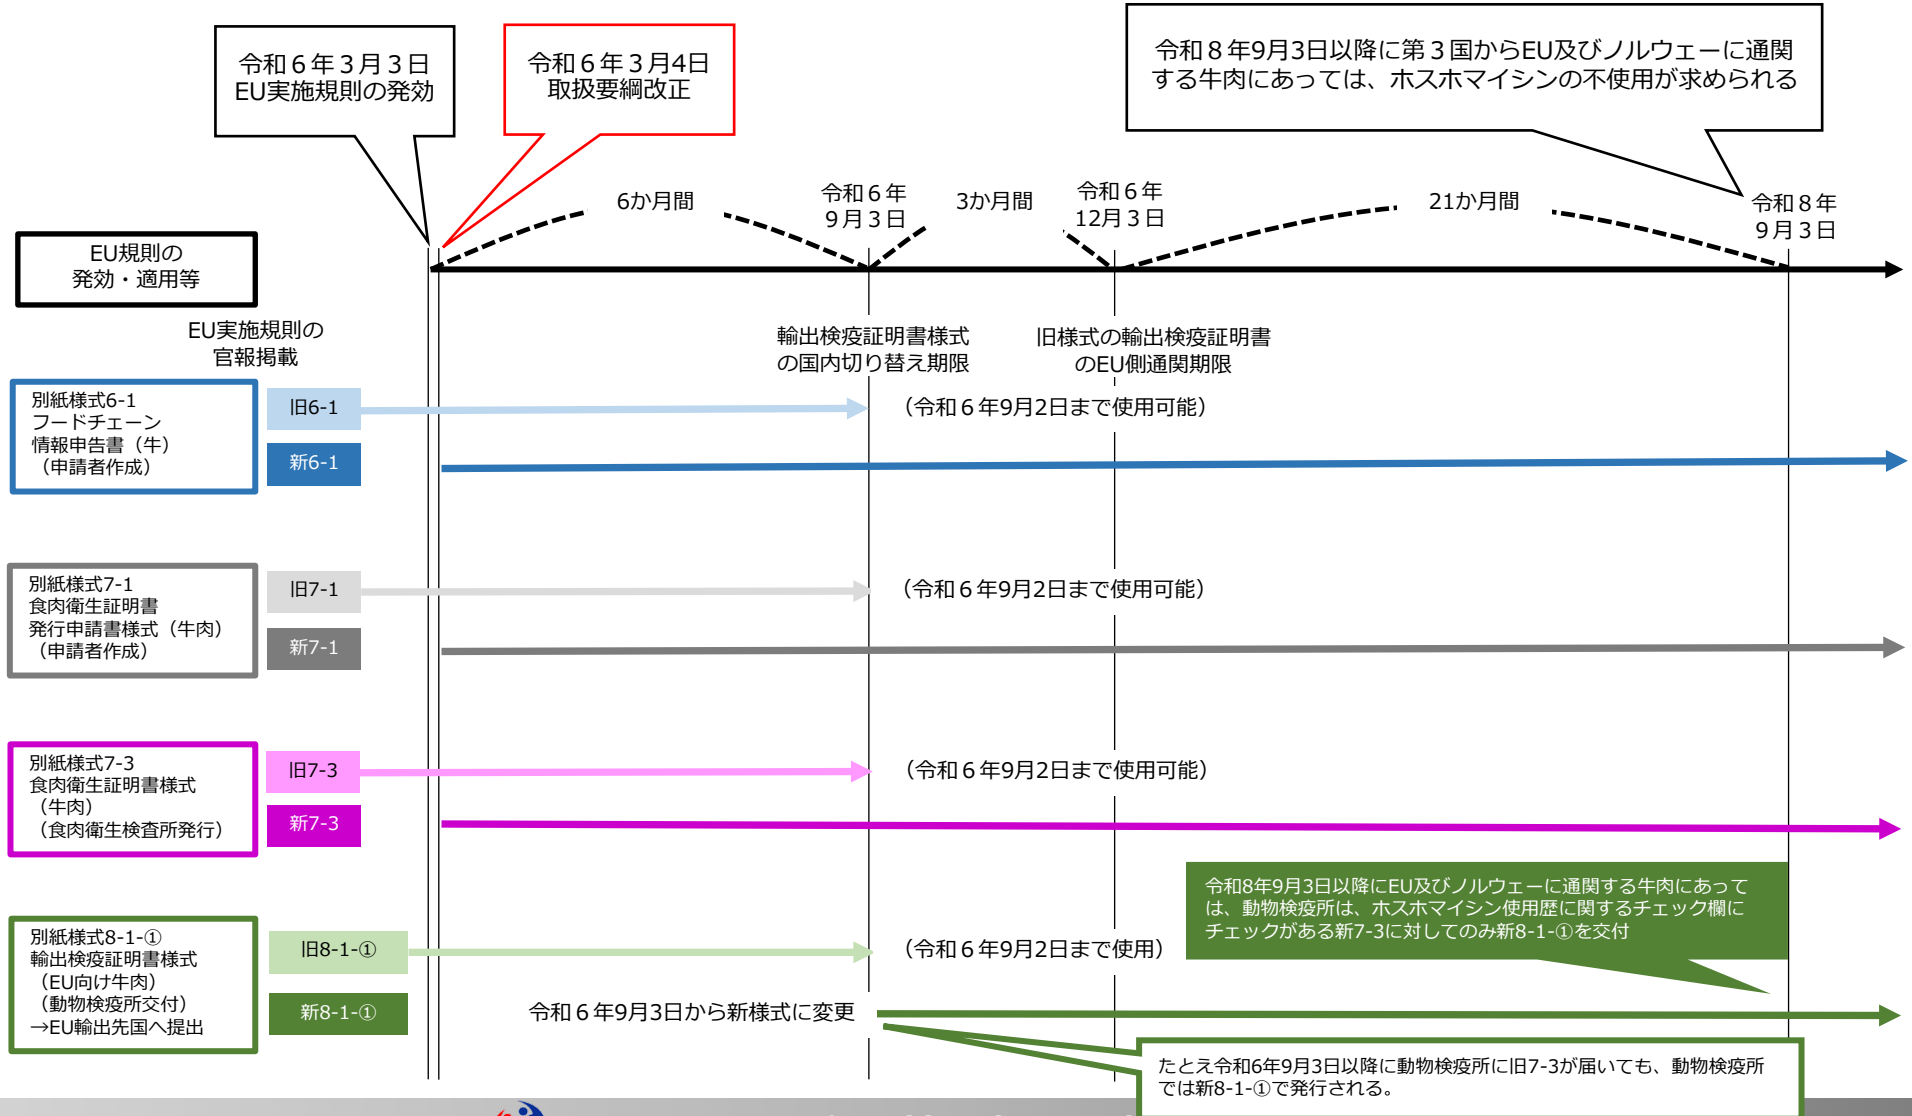 令和６年３月３日
EU実施規則の発効
令和６年３月4日
取扱要綱改正
令和８年9月3日以降に第３国からEU及びノルウェーに通関
する牛肉にあっては、ホスホマイシンの不使用が求められる
6か月間
令和６年
９月３日
3か月間
令和６年
12月３日
21か月間
令和８年
９月３日
EU規則の
発効・適用等
EU実施規則の
官報掲載
輸出検疫証明書様式
の国内切り替え期限
旧様式の輸出検疫証明書
のEU側通関期限
別紙様式6-1
フードチェーン
情報申告書（牛）
（申請者作成）
旧6-1
（令和６年9月2日まで使用可能）
新6-1
別紙様式7-1
食肉衛生証明書
発行申請書様式（牛肉）
（申請者作成）
旧7-1
（令和６年9月2日まで使用可能）
新7-1
別紙様式7-3
食肉衛生証明書様式
（牛肉）
（食肉衛生検査所発行）
旧7-3
（令和６年9月2日まで使用可能）
新7-3
令和8年9月3日以降にEU及びノルウェーに通関する牛肉にあって
は、動物検疫所は、ホスホマイシン使用歴に関するチェック欄に
チェックがある新7-3に対してのみ新8-1-①を交付
別紙様式8-1-①
輸出検疫証明書様式
（EU向け牛肉）
（動物検疫所交付）
→EU輸出先国へ提出
旧8-1-①
（令和６年9月2日まで使用）
新8-1-①
令和６年9月3日から新様式に変更
たとえ令和6年9月3日以降に動物検疫所に旧7-3が届いても、動物検疫所
では新8-1-①で発行される。